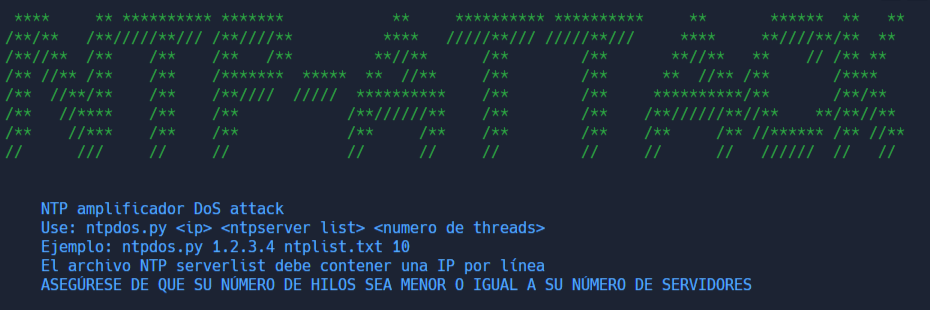 NTP-ATTACK
NTP amplificador DoS attack
Use: ntpdos.py <ip> <ntpserver list> <numero de threads>
Ejemplo: ntpdos.py 1.2.3.4 ntplist.txt 10
El archivo NTP serverlist debe contener una IP por línea
ASEGÚRESE DE QUE SU NÚMERO DE HILOS SEA MENOR O IGUAL A SU NÚMERO DE SERVIDORES